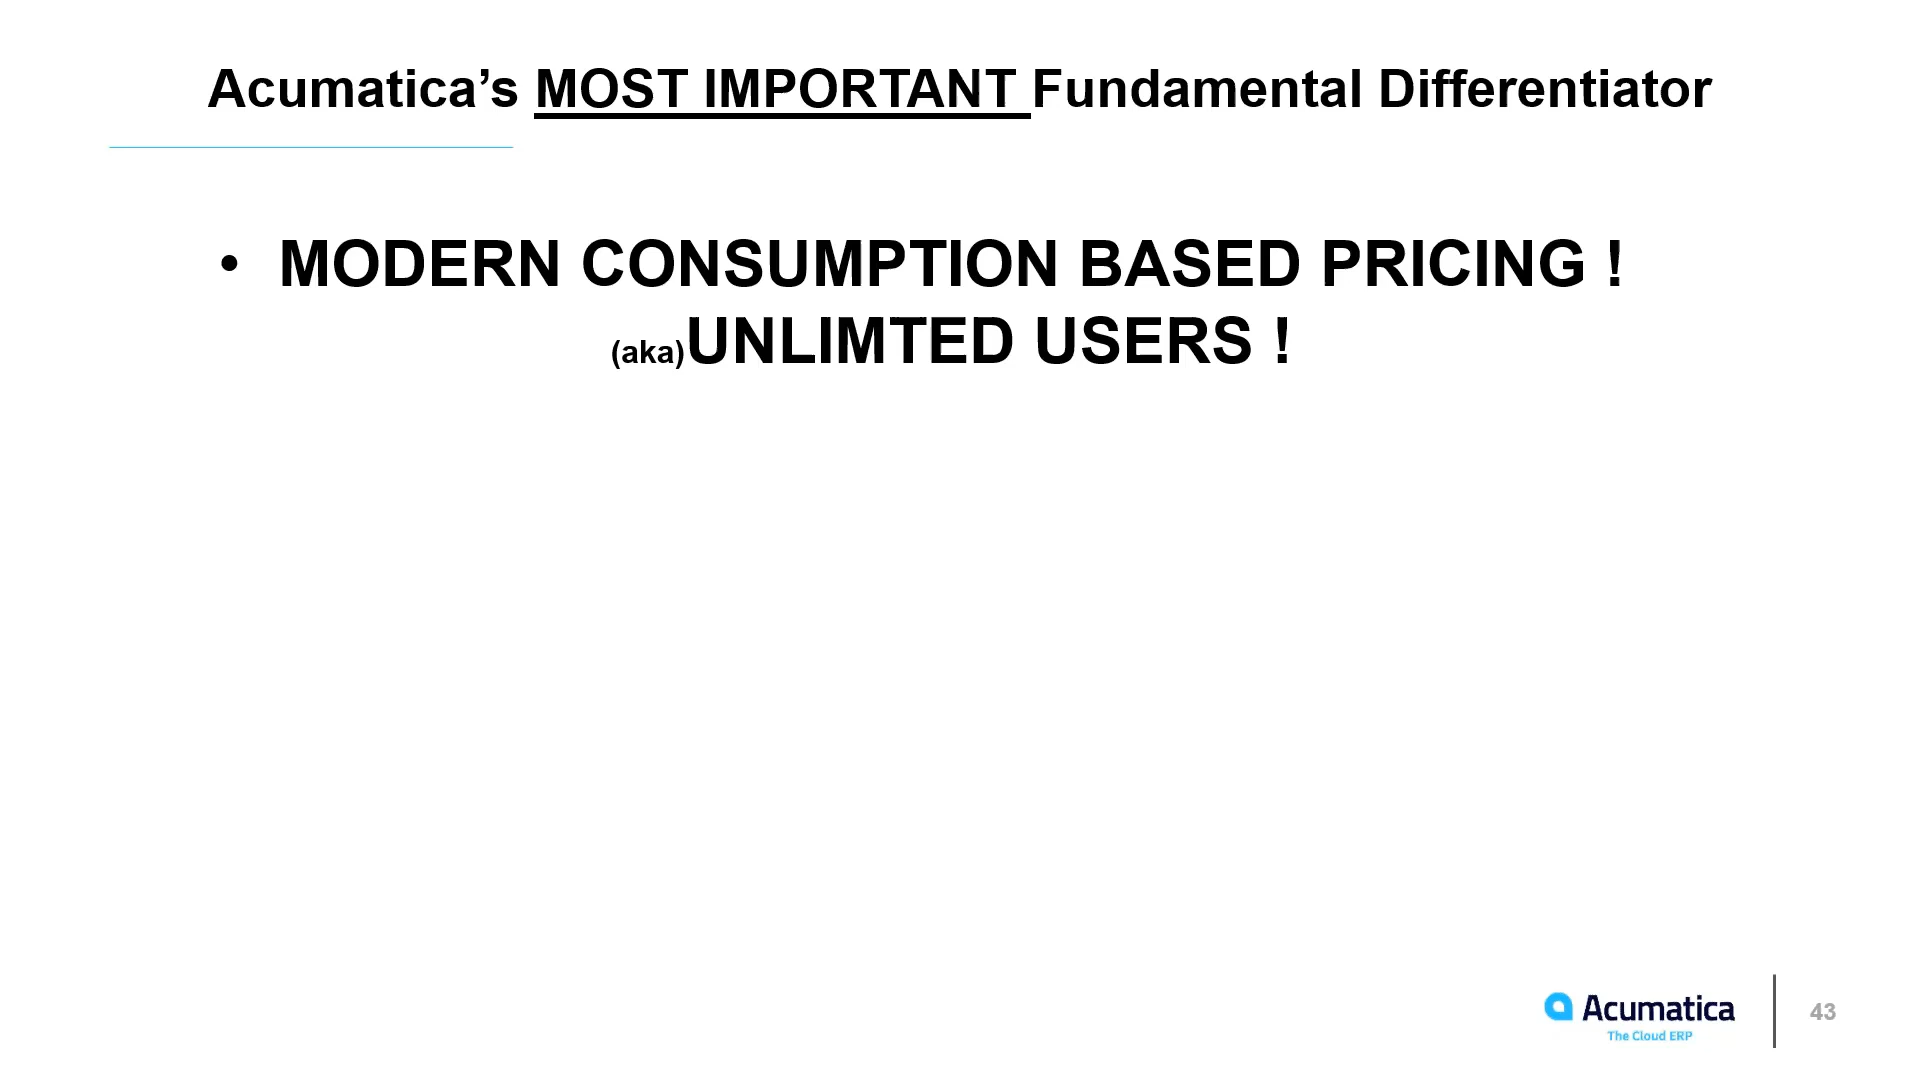 Acumatica’s MOST IMPORTANT Fundamental Differentiator
• MODERN CONSUMPTION BASED PRICING !
(aka)UNLIMTED USERS !
Acumatica
The Cloud ERP
43